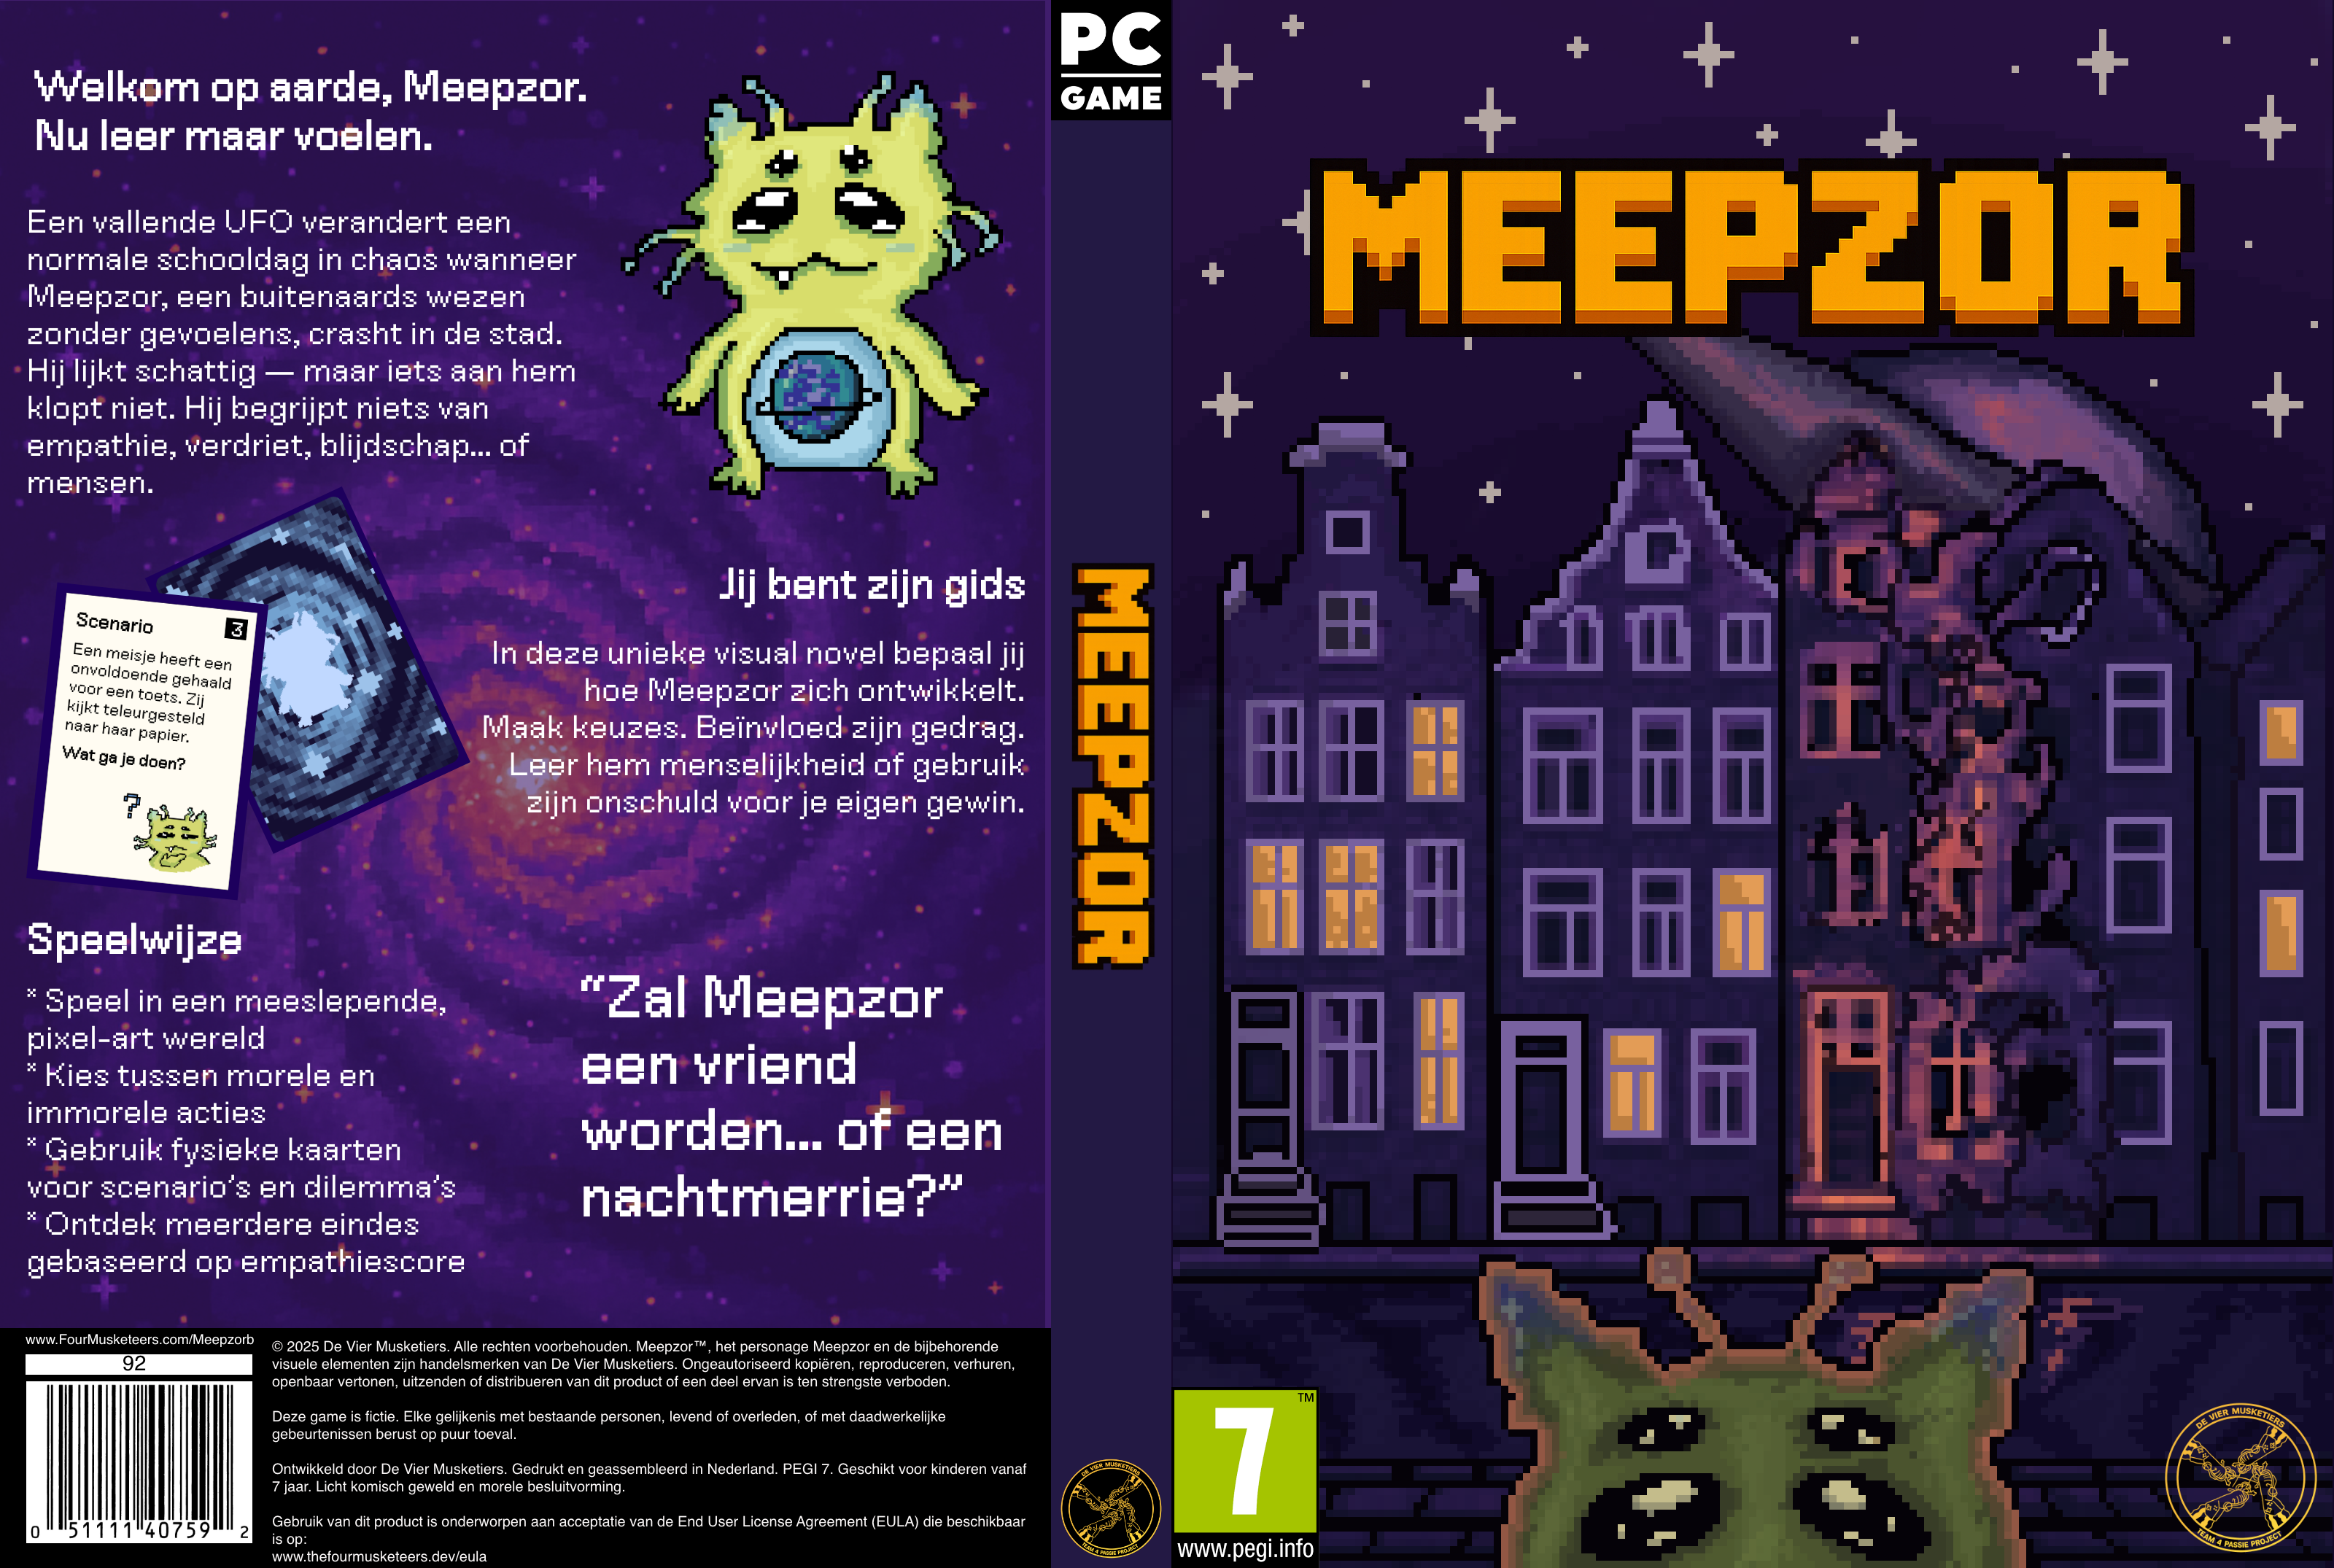 Welkom op aarde, Meepzor.
Nu leer maar voelen.
Een vallende UFO verandert een
normale schooldag in chaos wanneer
Meepzor, een buitenaards wezen
zonder gevoelens, crasht in de stad.
Hij lijkt schattig — maar iets aan hem
klopt niet. Hij begrijpt niets van
empathie, verdriet, blijdschap... of
mensen.
Scenario 3
Een meisje heeft een
onvoldoende gehaald
voor een toets. Zij
kijkt teleurgesteld
naar haar papier.
Wat ga je doen?
?
Jij bent zijn gids
In deze unieke visual novel bepaal jij
hoe Meepzor zich ontwikkelt.
Maak keuzes. Beïnvloed zijn gedrag.
Leer hem menselijkheid of gebruik
zijn onschuld voor je eigen gewin.
Speelwijze
* Speel in een meeslepende,
pixel-art wereld
* Kies tussen morele en
immorele acties
* Gebruik fysieke kaarten
voor scenario's en dilemma's
* Ontdek meerdere eindes
gebaseerd op empathiescore
"Zal Meepzor
een vriend
worden... of een
nachtmerrie?"
www.FourMusketeers.com/Meepzorb
92
0 51111 40759 2
© 2025 De Vier Musketiers. Alle rechten voorbehouden. Meepzor™, het personage Meepzor en de bijbehorende
visuele elementen zijn handelsmerken van De Vier Musketiers. Ongeautoriseerd kopiëren, reproduceren, verhuren,
openbaar vertonen, uitzenden of distribueren van dit product of een deel ervan is ten strengste verboden.
Deze game is fictie. Elke gelijkenis met bestaande personen, levend of overleden, of met daadwerkelijke
gebeurtenissen berust op puur toeval.
Ontwikkeld door De Vier Musketiers. Gedrukt en geassembleerd in Nederland. PEGI 7. Geschikt voor kinderen vanaf
7 jaar. Licht komisch geweld en morele besluitvorming.
Gebruik van dit product is onderworpen aan acceptatie van de End User License Agreement (EULA) die beschikbaar
is op:
www.thefourmusketeers.dev/eula
PC
GAME
MEEPZOR
DE VIER MUSKETIERS
TEAM 4 PASSIE PROJECT
MEEPZOR
7
™
www.pegi.info
DE VIER MUSKETIERS
TEAM 4 PASSIE PROJECT